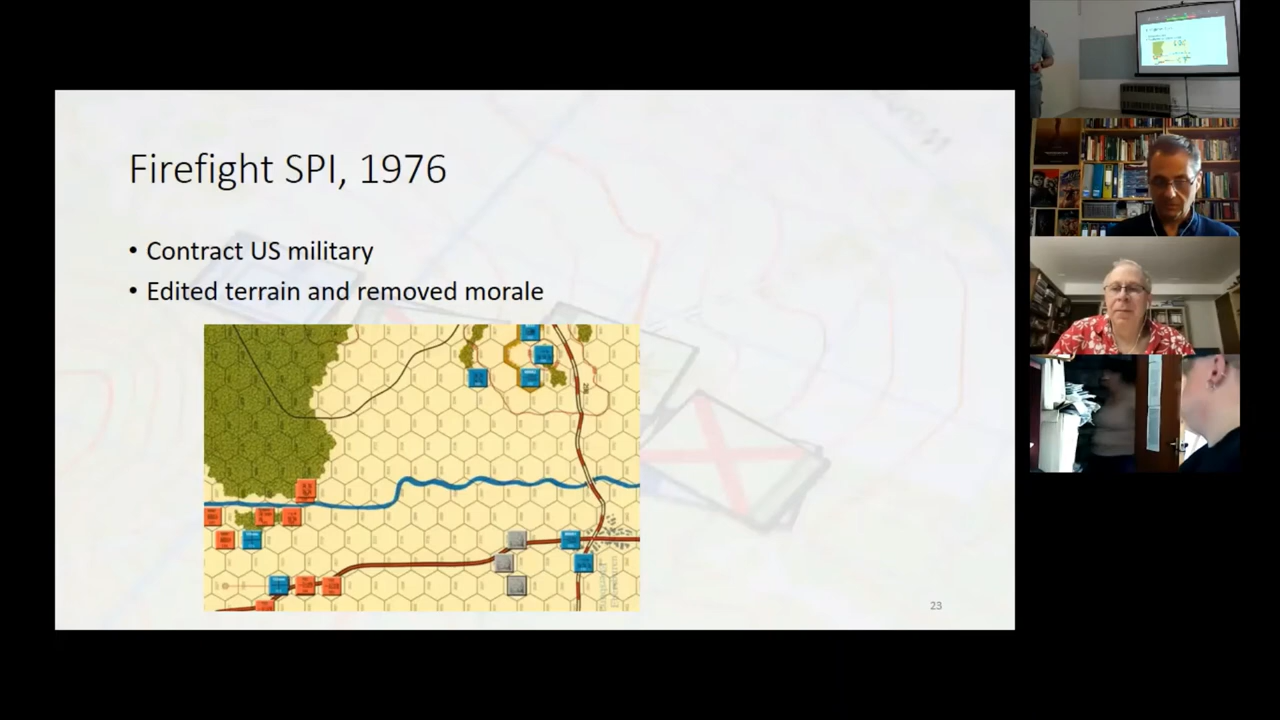 Firefight SPI, 1976
• Contract US military
• Edited terrain and removed morale
23